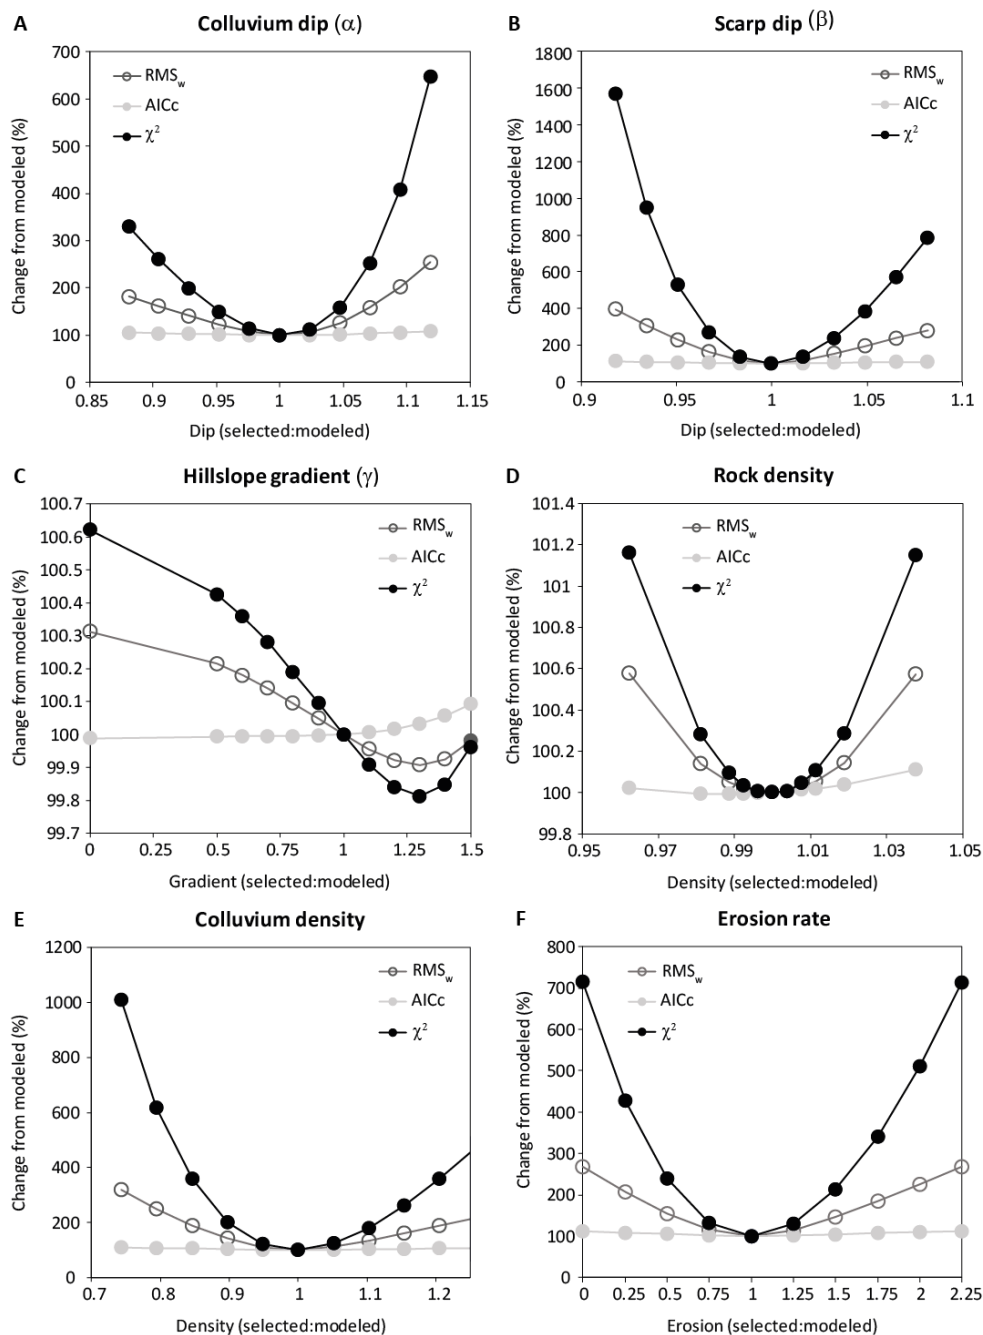 A Colluvium dip (α)
Change from modeled (%)
700
600
500
400
300
200
100
0
RMSw
AICc
χ²
0.85 0.9 0.95 1 1.05 1.1 1.15
Dip (selected:modeled)
B Scarp dip (β)
Change from modeled (%)
1800
1600
1400
1200
1000
800
600
400
200
0
RMSw
AICc
χ²
0.9 0.95 1 1.05 1.1
Dip (selected:modeled)
C Hillslope gradient (γ)
Change from modeled (%)
100.7
100.6
100.5
100.4
100.3
100.2
100.1
100
99.9
99.8
99.7
RMSw
AICc
χ²
0 0.25 0.5 0.75 1 1.25 1.5
Gradient (selected:modeled)
D Rock density
Change from modeled (%)
101.4
101.2
101
100.8
100.6
100.4
100.2
100
99.8
RMSw
AICc
χ²
0.95 0.97 0.99 1.01 1.03 1.05
Density (selected:modeled)
E Colluvium density
Change from modeled (%)
1200
1000
800
600
400
200
0
RMSw
AICc
χ²
0.7 0.8 0.9 1 1.1 1.2
Density (selected:modeled)
F Erosion rate
Change from modeled (%)
800
700
600
500
400
300
200
100
0
RMSw
AICc
χ²
0 0.25 0.5 0.75 1 1.25 1.5 1.75 2 2.25
Erosion (selected:modeled)